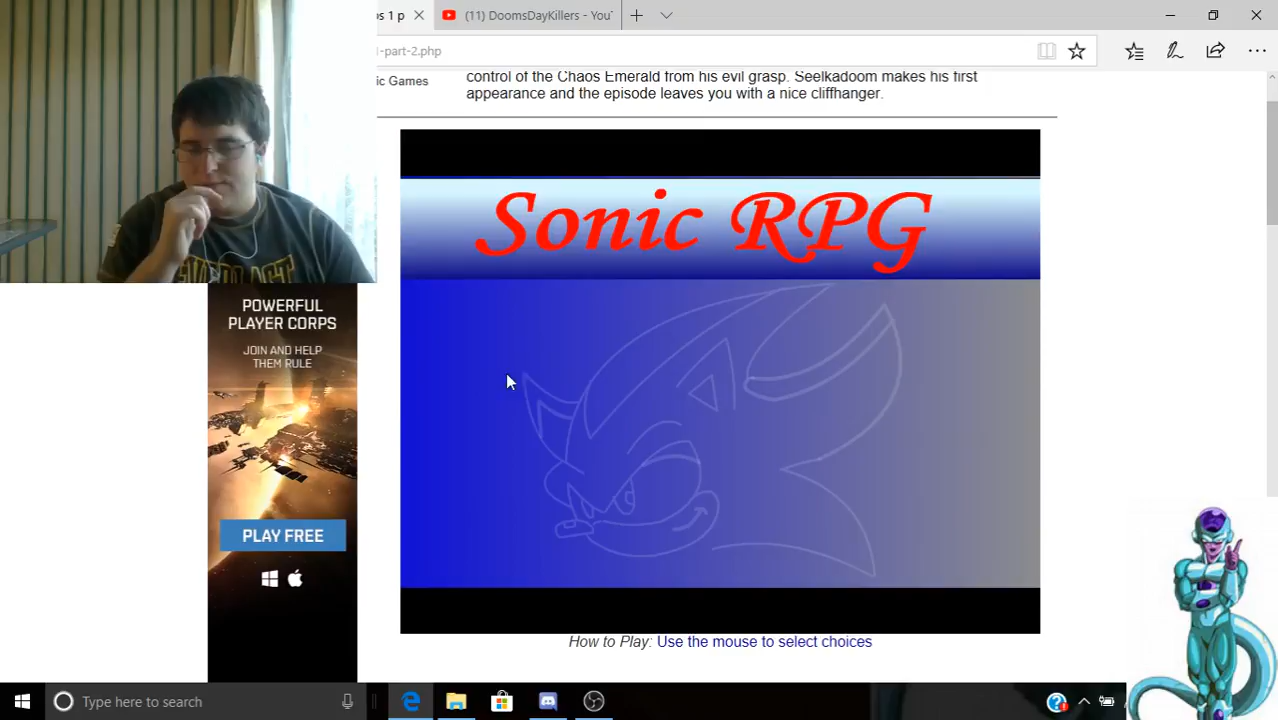 s 1 p
(11) DoomsDayKillers - You
-part-2.php
ic Games
control of the Chaos Emerald from his evil grasp. Seelkadoom makes his first
appearance and the episode leaves you with a nice cliffhanger.
Sonic RPG
POWERFUL
PLAYER CORPS
JOIN AND HELP
THEM RULE
PLAY FREE
How to Play: Use the mouse to select choices
Type here to search